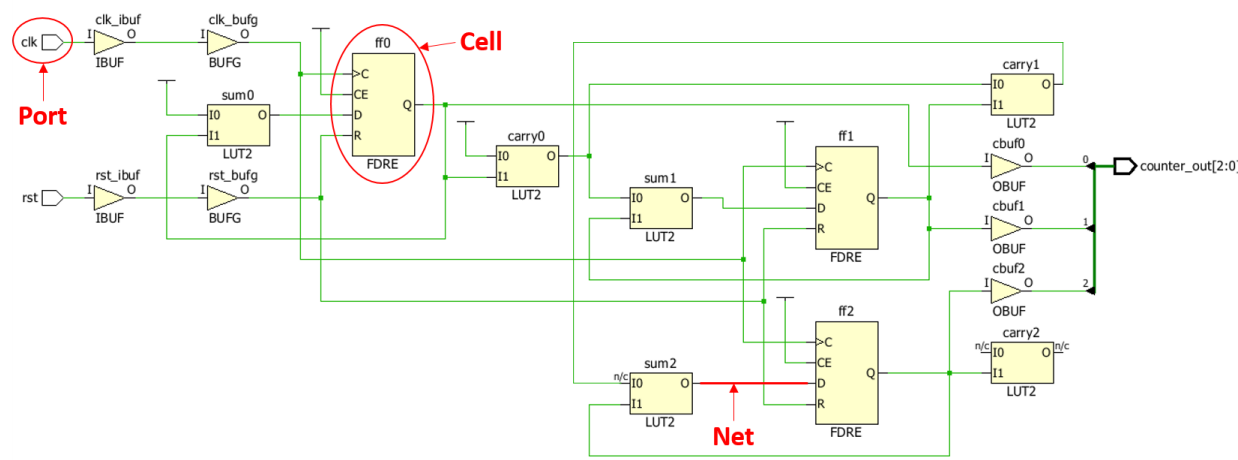 clk
Port
clk_ibuf
I O
IBUF
clk_bufg
I O
BUFG
ff0
C
CE
D
R
Q
FDRE
Cell
sum0
I0 O
I1
LUT2
rst
rst_ibuf
I O
IBUF
rst_bufg
I O
BUFG
carry0
I0 O
I1
LUT2
sum1
I0 O
I1
LUT2
ff1
C
CE
D
R
Q
FDRE
carry1
I0 O
I1
LUT2
cbuf0
I O
OBUF
cbuf1
I O
OBUF
cbuf2
I O
OBUF
0
1
2
counter_out[2:0]
sum2
n/c I0 O
I1
LUT2
Net
ff2
C
CE
D
R
Q
FDRE
carry2
n/c I0 O n/c
I1
LUT2